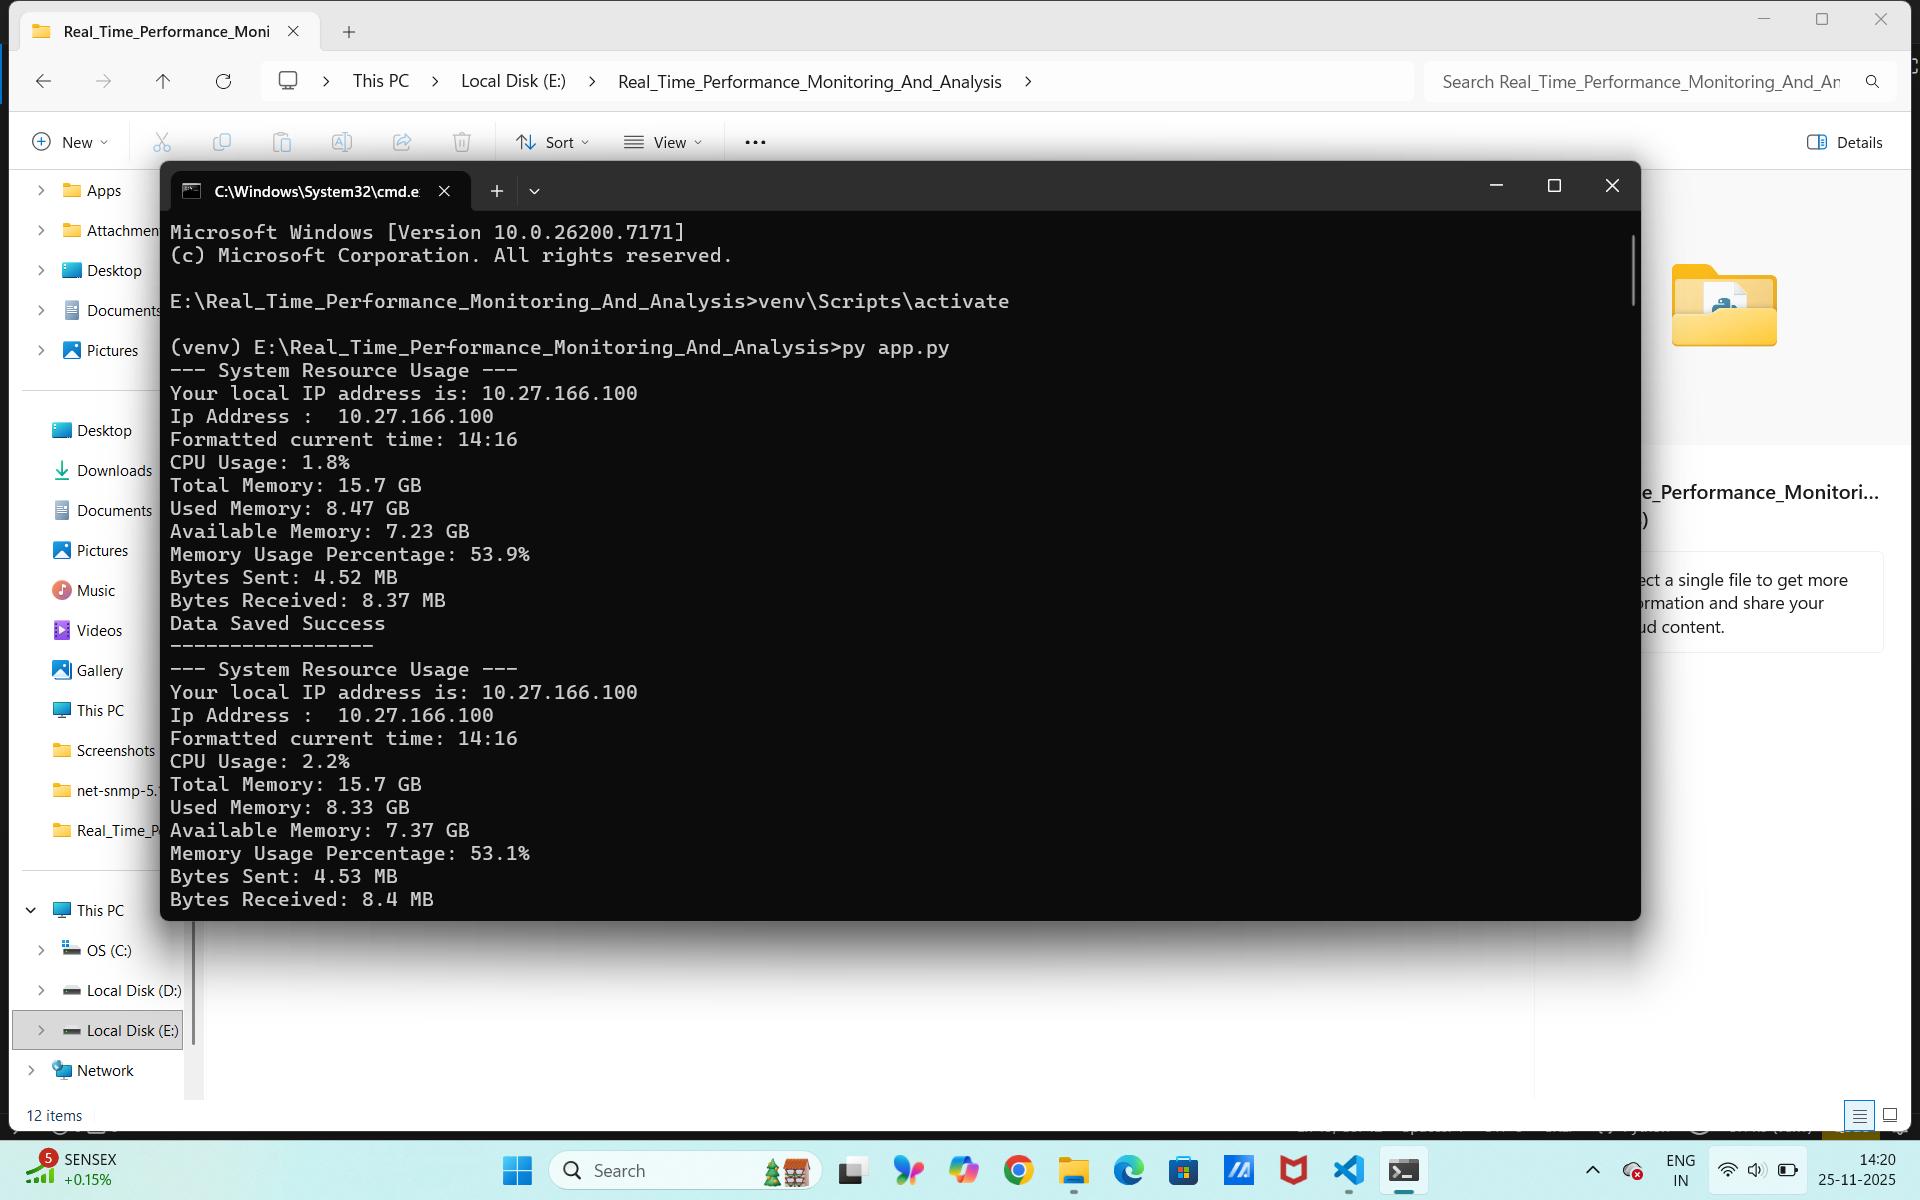 Real_Time_Performance_Moni
This PC
Local Disk (E:)
Real_Time_Performance_Monitoring_And_Analysis
Search Real_Time_Performance_Monitoring_And_An
New
Sort
View
Details
Apps
Attachmen
Desktop
Documents
Pictures
Desktop
Downloads
Documents
Pictures
Music
Videos
Gallery
This PC
Screenshots
net-snmp-5.
Real_Time_P
This PC
OS (C:)
Local Disk (D:)
Local Disk (E:)
Network
12 items
C:\Windows\System32\cmd.e
Microsoft Windows [Version 10.0.26200.7171]
(c) Microsoft Corporation. All rights reserved.
E:\Real_Time_Performance_Monitoring_And_Analysis>venv\Scripts\activate
(venv) E:\Real_Time_Performance_Monitoring_And_Analysis>py app.py
--- System Resource Usage ---
Your local IP address is: 10.27.166.100
Ip Address :  10.27.166.100
Formatted current time: 14:16
CPU Usage: 1.8%
Total Memory: 15.7 GB
Used Memory: 8.47 GB
Available Memory: 7.23 GB
Memory Usage Percentage: 53.9%
Bytes Sent: 4.52 MB
Bytes Received: 8.37 MB
Data Saved Success
-----------------
--- System Resource Usage ---
Your local IP address is: 10.27.166.100
Ip Address :  10.27.166.100
Formatted current time: 14:16
CPU Usage: 2.2%
Total Memory: 15.7 GB
Used Memory: 8.33 GB
Available Memory: 7.37 GB
Memory Usage Percentage: 53.1%
Bytes Sent: 4.53 MB
Bytes Received: 8.4 MB
e_Performance_Monitori...
)
ect a single file to get more
ormation and share your
ud content.
5
SENSEX
+0.15%
Search
ENG
IN
14:20
25-11-2025